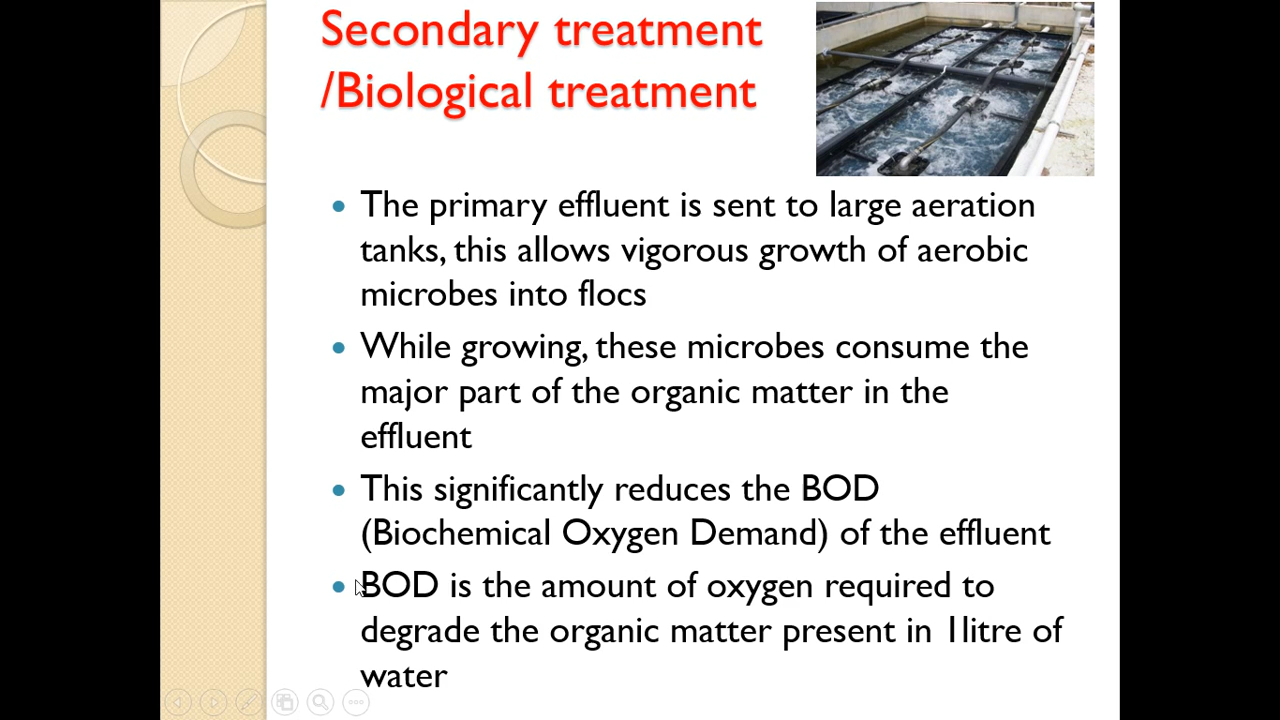 Secondary treatment
/Biological treatment
The primary effluent is sent to large aeration
tanks, this allows vigorous growth of aerobic
microbes into flocs
While growing, these microbes consume the
major part of the organic matter in the
effluent
This significantly reduces the BOD
(Biochemical Oxygen Demand) of the effluent
BOD is the amount of oxygen required to
degrade the organic matter present in 1litre of
water